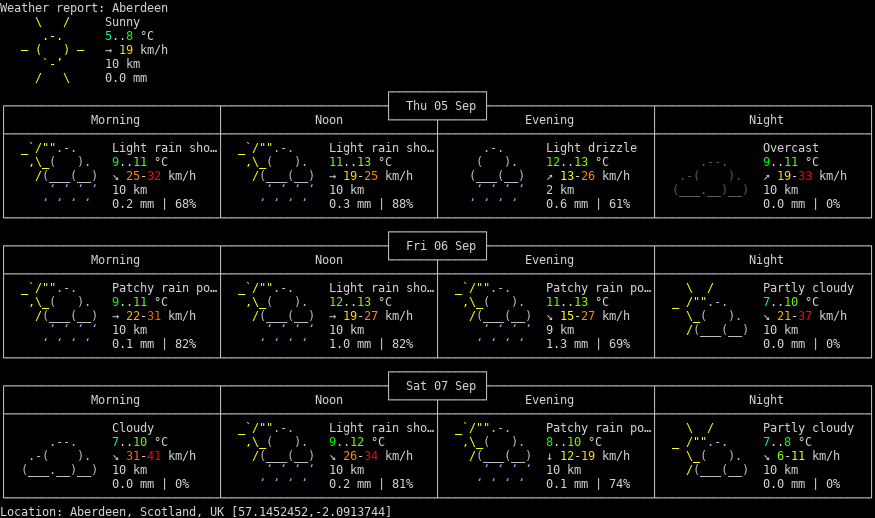 Weather report: Aberdeen
Sunny
5..8 °C
→ 19 km/h
10 km
0.0 mm
Thu 05 Sep
Morning Noon Evening Night
Light rain sho… Light rain sho… Light drizzle Overcast
9..11 °C 11..13 °C 12..13 °C 9..11 °C
↘ 25-32 km/h → 19-25 km/h ↗ 13-26 km/h ↗ 19-33 km/h
10 km 10 km 2 km 10 km
0.2 mm | 68% 0.3 mm | 88% 0.6 mm | 61% 0.0 mm | 0%
Fri 06 Sep
Morning Noon Evening Night
Patchy rain po… Light rain sho… Patchy rain po… Partly cloudy
9..11 °C 12..13 °C 11..13 °C 7..10 °C
→ 22-31 km/h → 19-27 km/h ↘ 15-27 km/h ↘ 21-37 km/h
10 km 10 km 9 km 10 km
0.1 mm | 82% 1.0 mm | 82% 1.3 mm | 69% 0.0 mm | 0%
Sat 07 Sep
Morning Noon Evening Night
Cloudy Light rain sho… Patchy rain po… Partly cloudy
7..10 °C 9..12 °C 8..10 °C 7..8 °C
↘ 31-41 km/h ↘ 26-34 km/h ↓ 12-19 km/h ↘ 6-11 km/h
10 km 10 km 10 km 10 km
0.0 mm | 0% 0.2 mm | 81% 0.1 mm | 74% 0.0 mm | 0%
Location: Aberdeen, Scotland, UK [57.1452452,-2.0913744]